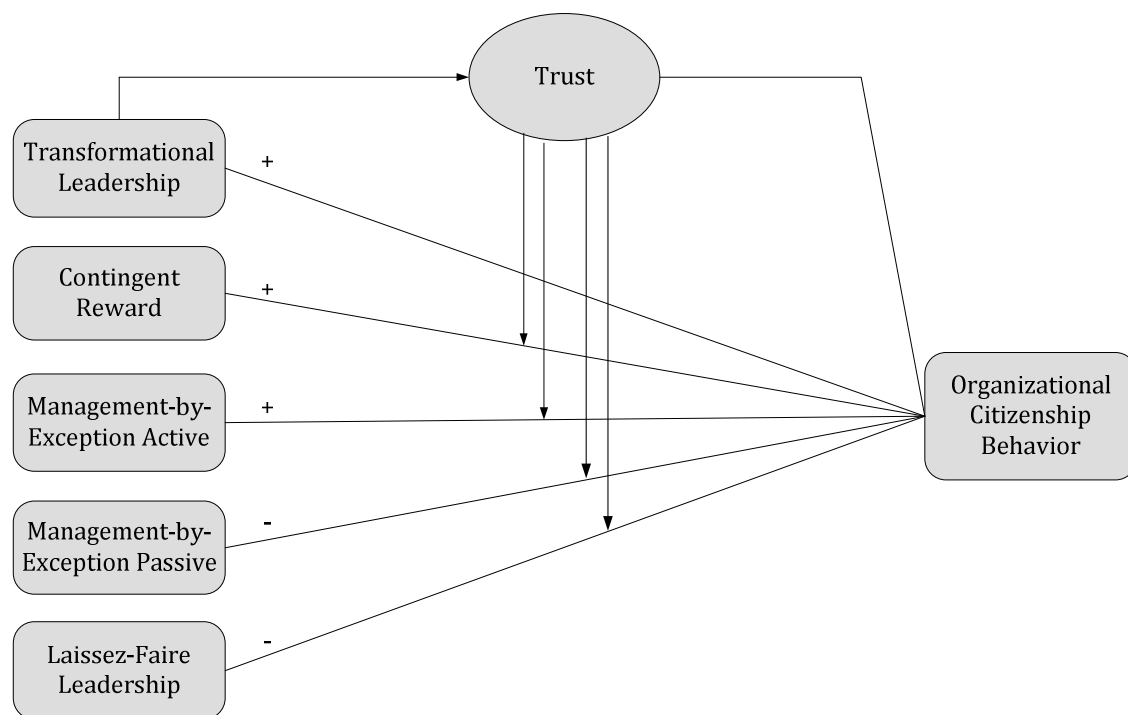 Trust
Transformational
Leadership
+
Contingent
Reward
+
Management-by-
Exception Active
+
Organizational
Citizenship
Behavior
Management-by-
Exception Passive
-
Laissez-Faire
Leadership
-